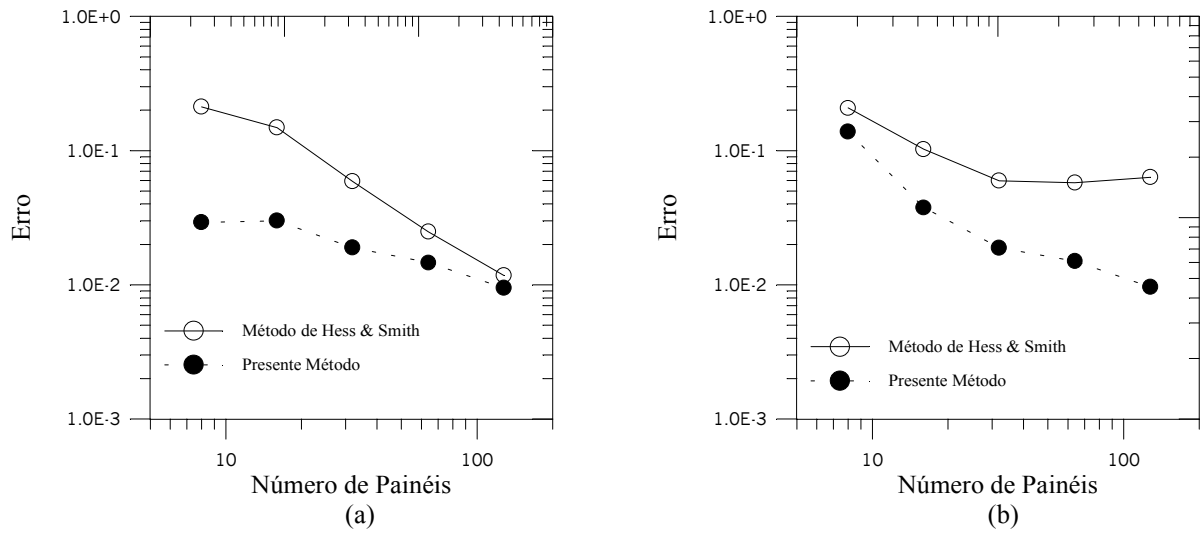 1.0E+0
1.0E-1
1.0E-2
1.0E-3
Erro
Método de Hess & Smith
Presente Método
10
100
Número de Painéis
(a)
1.0E+0
1.0E-1
1.0E-2
1.0E-3
Erro
Método de Hess & Smith
Presente Método
10
100
Número de Painéis
(b)